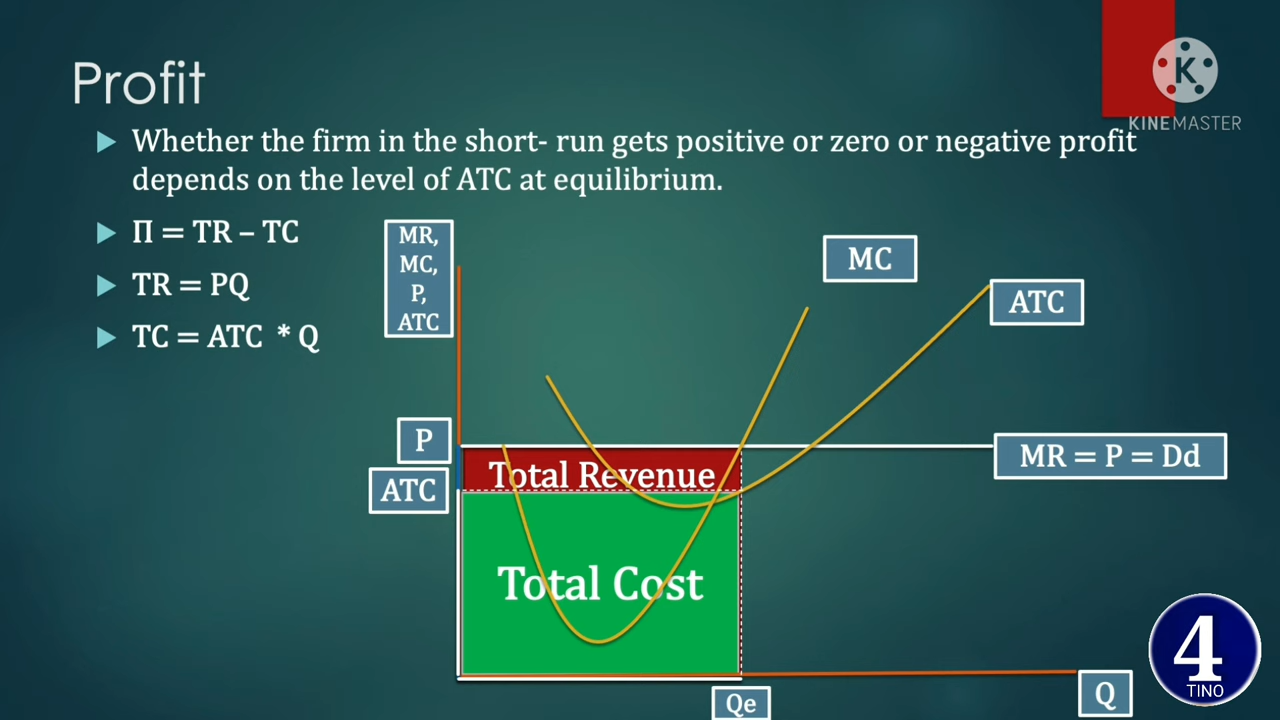 Profit
K
KINEMASTER
Whether the firm in the short- run gets positive or zero or negative profit
depends on the level of ATC at equilibrium.
Π = TR – TC
TR = PQ
TC = ATC * Q
MR,
MC,
P,
ATC
MC
ATC
P
MR = P = Dd
Total Revenue
ATC
Total Cost
Qe
Q
4
TINO